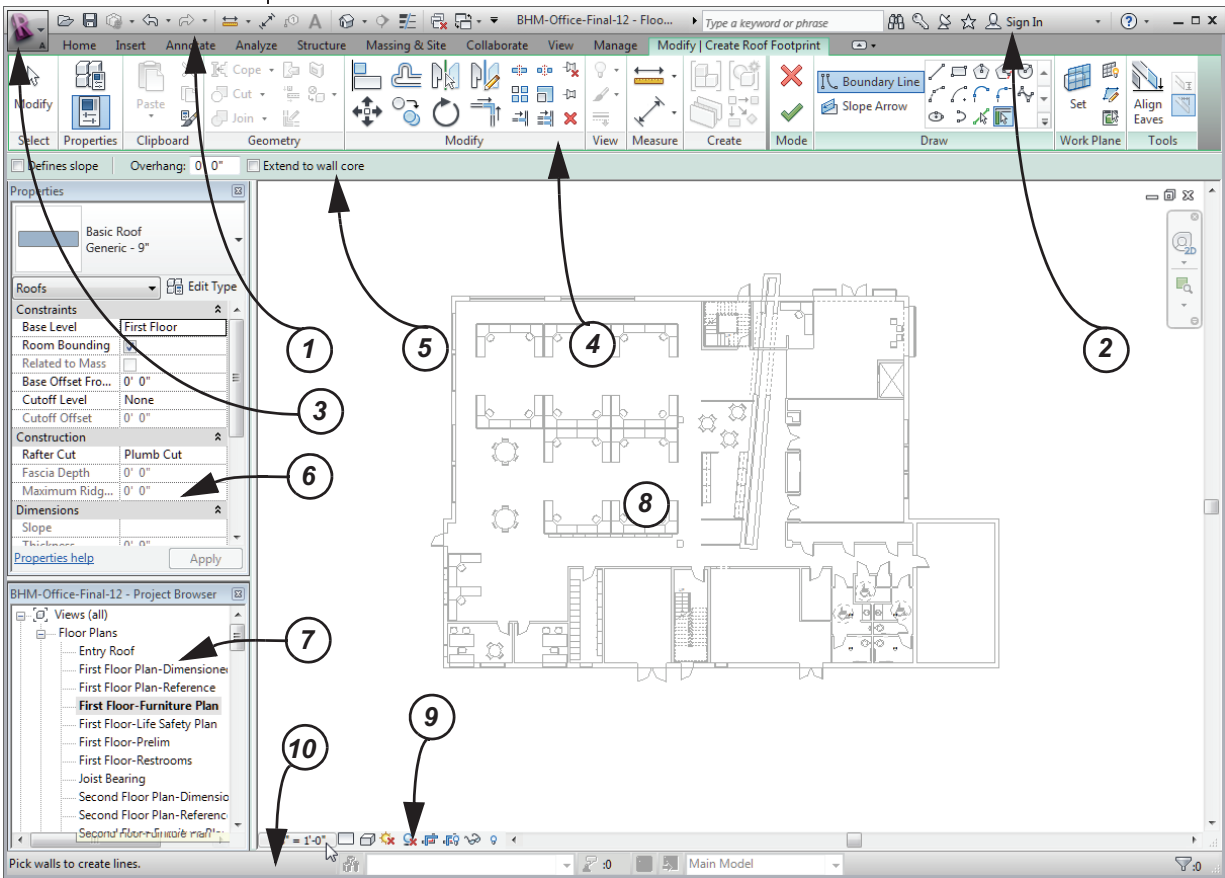 BHM-Office-Final-12 - Floo...
Type a keyword or phrase
Sign In
Home Insert Annotate Analyze Structure Massing & Site Collaborate View Manage Modify | Create Roof Footprint
Modify
Paste
Cope
Cut
Join
Boundary Line
Slope Arrow
Set
Align
Eaves
Select Properties Clipboard Geometry Modify View Measure Create Mode Draw Work Plane Tools
Defines slope Overhang: 0' 0" Extend to wall core
Properties
Basic Roof
Generic - 9"
Roofs Edit Type
Constraints
Base Level First Floor
Room Bounding
Related to Mass
Base Offset Fro... 0' 0"
Cutoff Level None
Cutoff Offset 0' 0"
Construction
Rafter Cut Plumb Cut
Fascia Depth 0' 0"
Maximum Ridg... 0' 0"
Dimensions
Slope
Thickness 0' 9"
Properties help Apply
BHM-Office-Final-12 - Project Browser
Views (all)
Floor Plans
Entry Roof
First Floor Plan-Dimensioned
First Floor Plan-Reference
First Floor-Furniture Plan
First Floor-Life Safety Plan
First Floor-Prelim
First Floor-Restrooms
Joist Bearing
Second Floor Plan-Dimensio
Second Floor Plan-Referenc
1
2
3
4
5
6
7
8
9
10
2D
" = 1'-0"
Pick walls to create lines.
:0
Main Model
:0